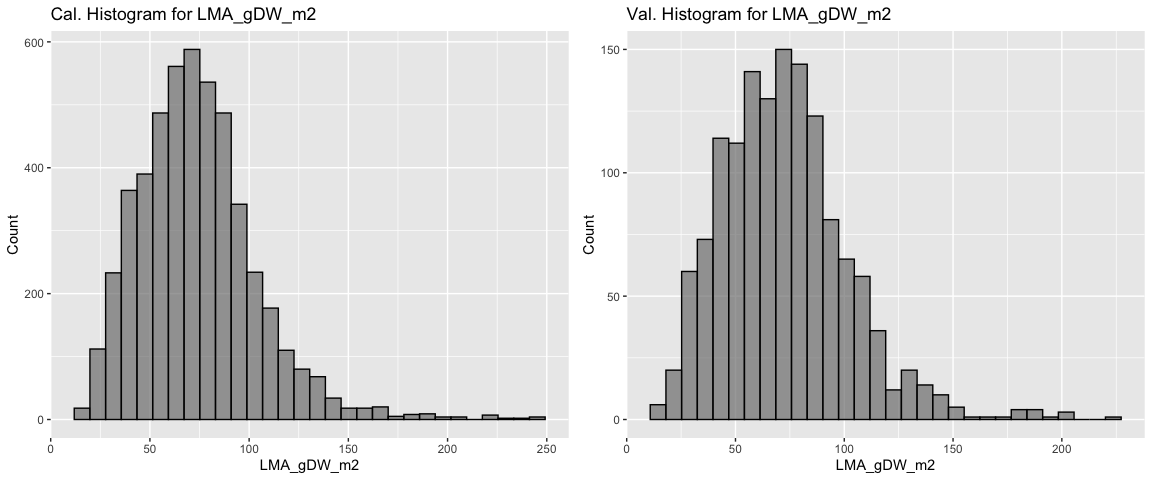 Cal. Histogram for LMA_gDW_m2
600
400
200
0
Count
0 50 100 150 200 250
LMA_gDW_m2
Val. Histogram for LMA_gDW_m2
150
100
50
0
Count
0 50 100 150 200
LMA_gDW_m2